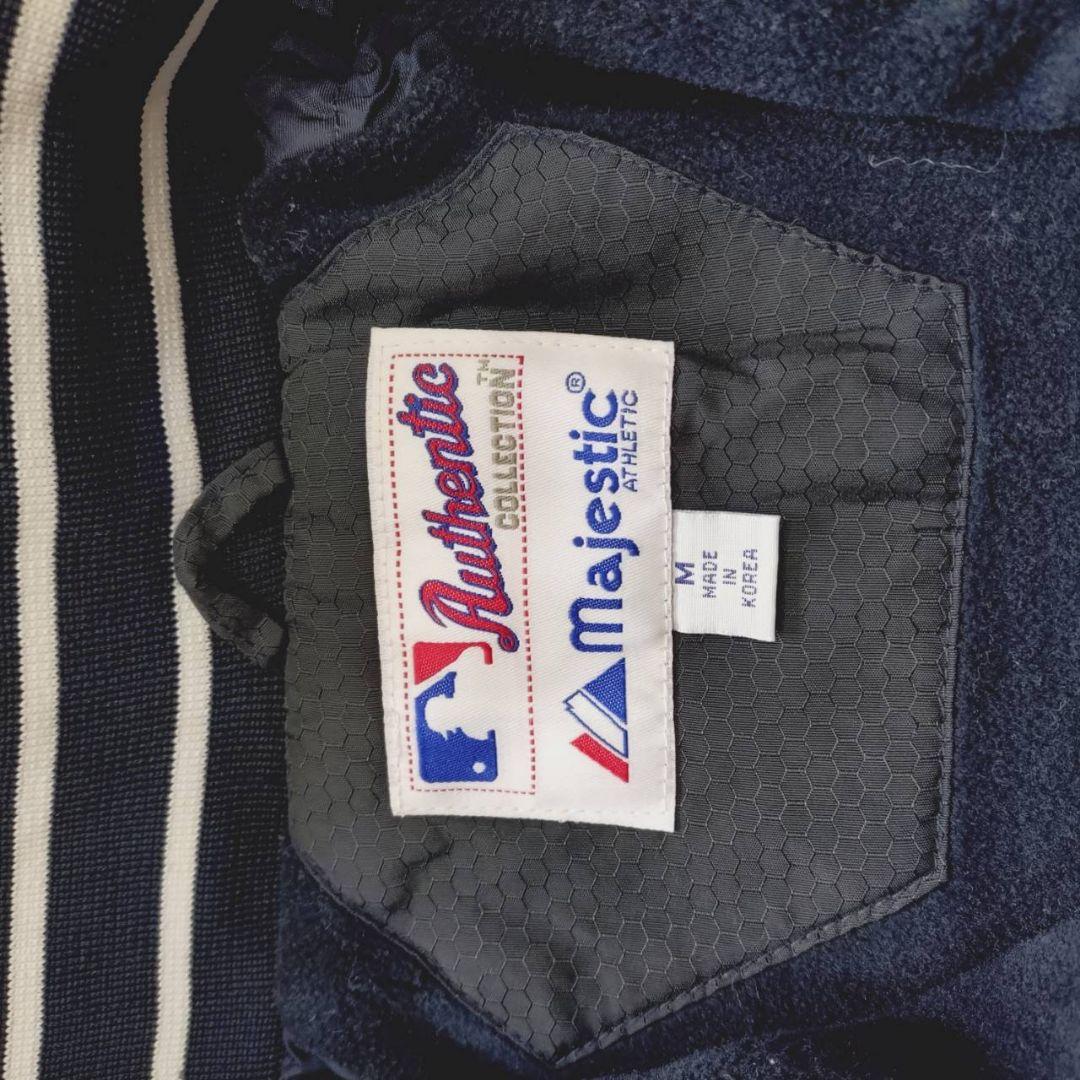 Authentic
COLLECTION™
majestic®
ATHLETIC
M
MADE
IN
KOREA